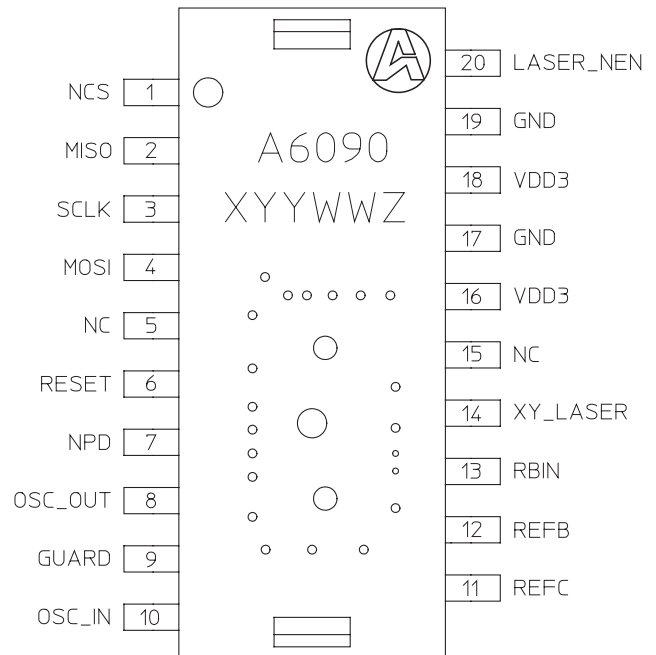 NCS 1
MISO 2
SCLK 3
MOSI 4
NC 5
RESET 6
NPD 7
OSC_OUT 8
GUARD 9
OSC_IN 10
A
A6090
XYYWWZ
20 LASER_NEN
19 GND
18 VDD3
17 GND
16 VDD3
15 NC
14 XY_LASER
13 RBIN
12 REFB
11 REFC